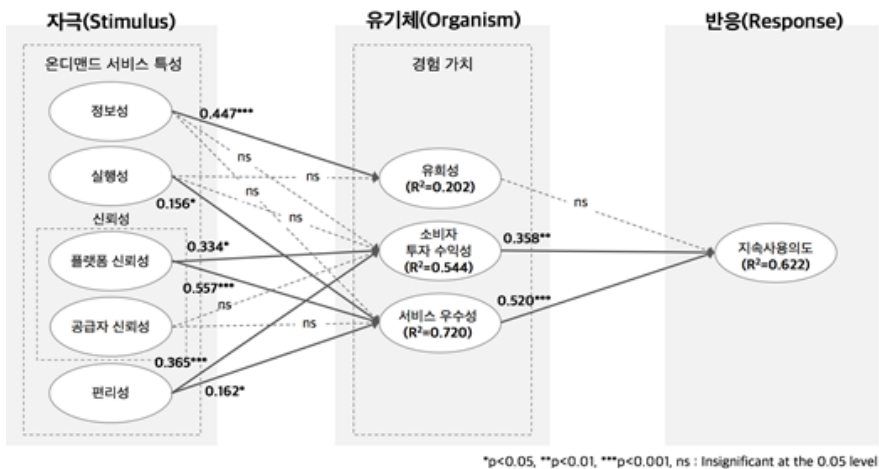 자극(Stimulus)
유기체(Organism)
반응(Response)
온디맨드 서비스 특성
경험 가치
정보성
0.447***
ns
실행성
ns
유희성
(R²=0.202)
ns
0.156*
ns
ns
신뢰성
플랫폼 신뢰성
0.334*
소비자
투자 수익성
(R²=0.544)
0.358**
지속사용의도
(R²=0.622)
0.557***
ns
0.520***
공급자 신뢰성
ns
서비스 우수성
(R²=0.720)
0.365***
편리성
0.162*
*p<0.05, **p<0.01, ***p<0.001, ns : Insignificant at the 0.05 level